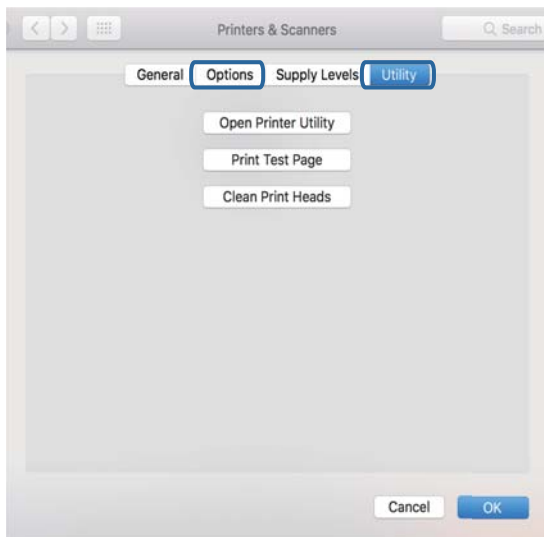 Printers & Scanners Search
General Options Supply Levels Utility
Open Printer Utility
Print Test Page
Clean Print Heads
Cancel OK